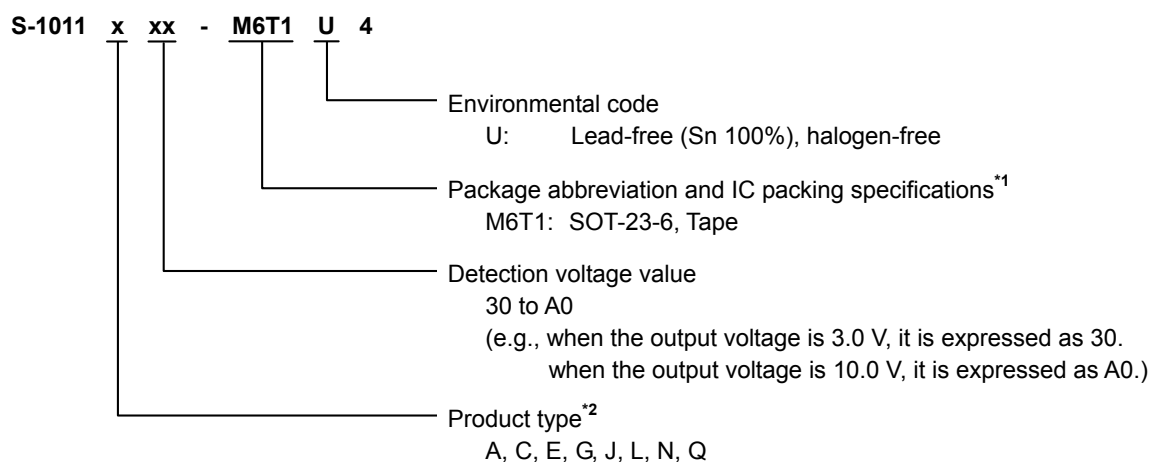 S-1011 x xx - M6T1 U 4
Environmental code
U: Lead-free (Sn 100%), halogen-free
Package abbreviation and IC packing specifications*1
M6T1: SOT-23-6, Tape
Detection voltage value
30 to A0
(e.g., when the output voltage is 3.0 V, it is expressed as 30.
when the output voltage is 10.0 V, it is expressed as A0.)
Product type*2
A, C, E, G, J, L, N, Q